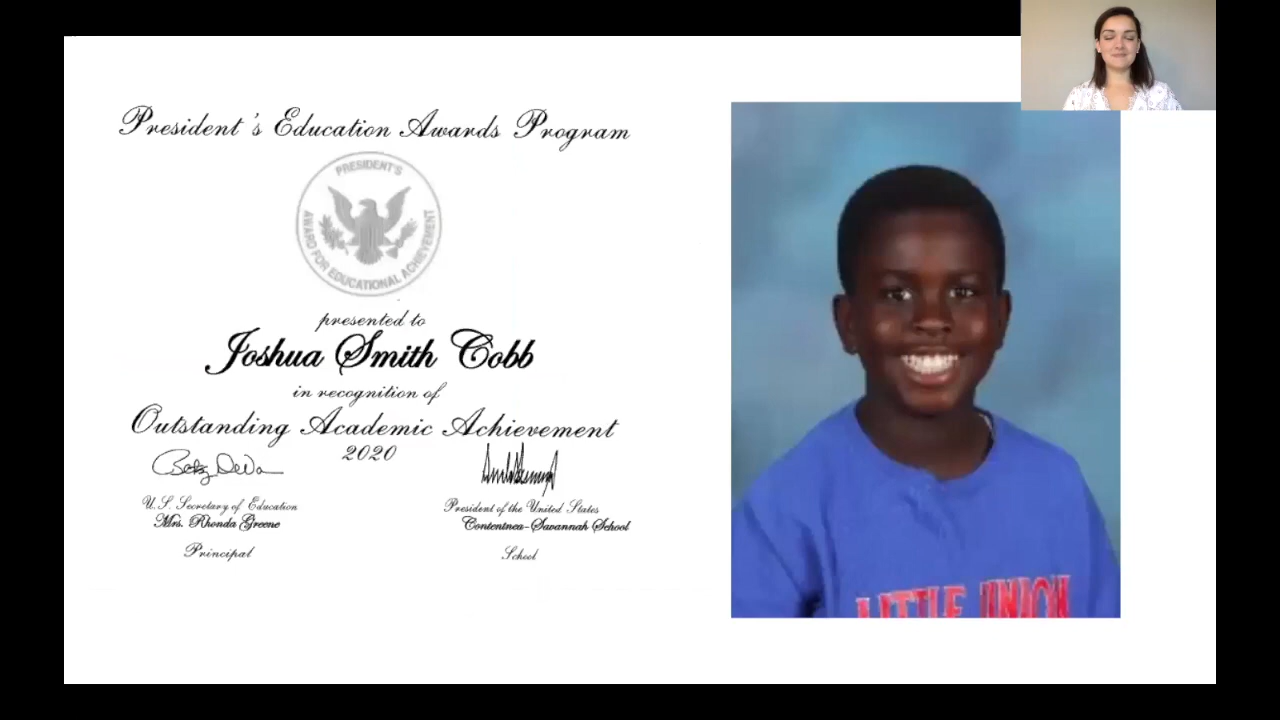 President's Education Awards Program
PRESIDENT'S
AWARD FOR EDUCATIONAL ACHIEVEMENT
presented to
Joshua Smith Cobb
in recognition of
Outstanding Academic Achievement
2020
U.S. Secretary of Education
Mrs. Rhonda Greene
Principal
President of the United States
Contentnea-Savannah School
School
LITTLE UNION